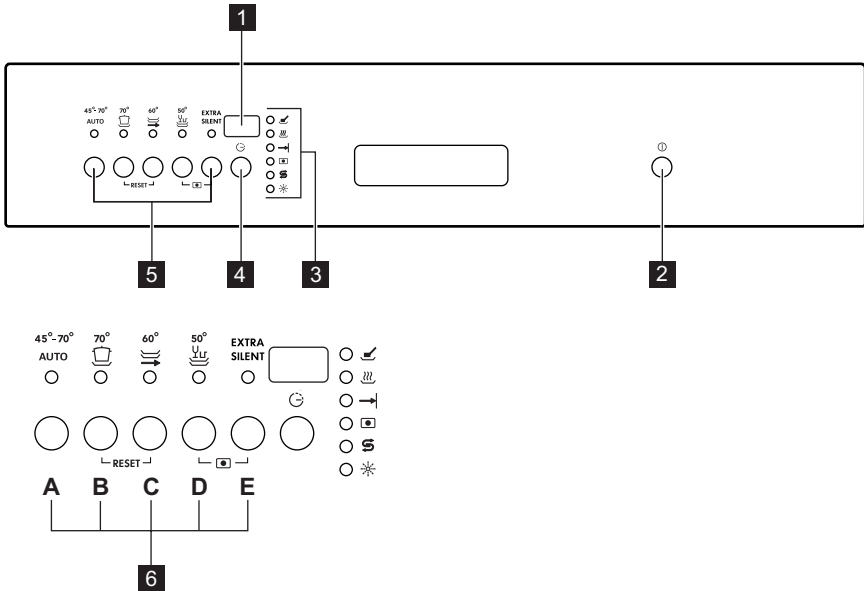 1
45°-70° 70° 60° 50° EXTRA
AUTO SILENT
RESET
5 4 3 2
45°-70° 70° 60° 50° EXTRA
AUTO SILENT
RESET
A B C D E
6